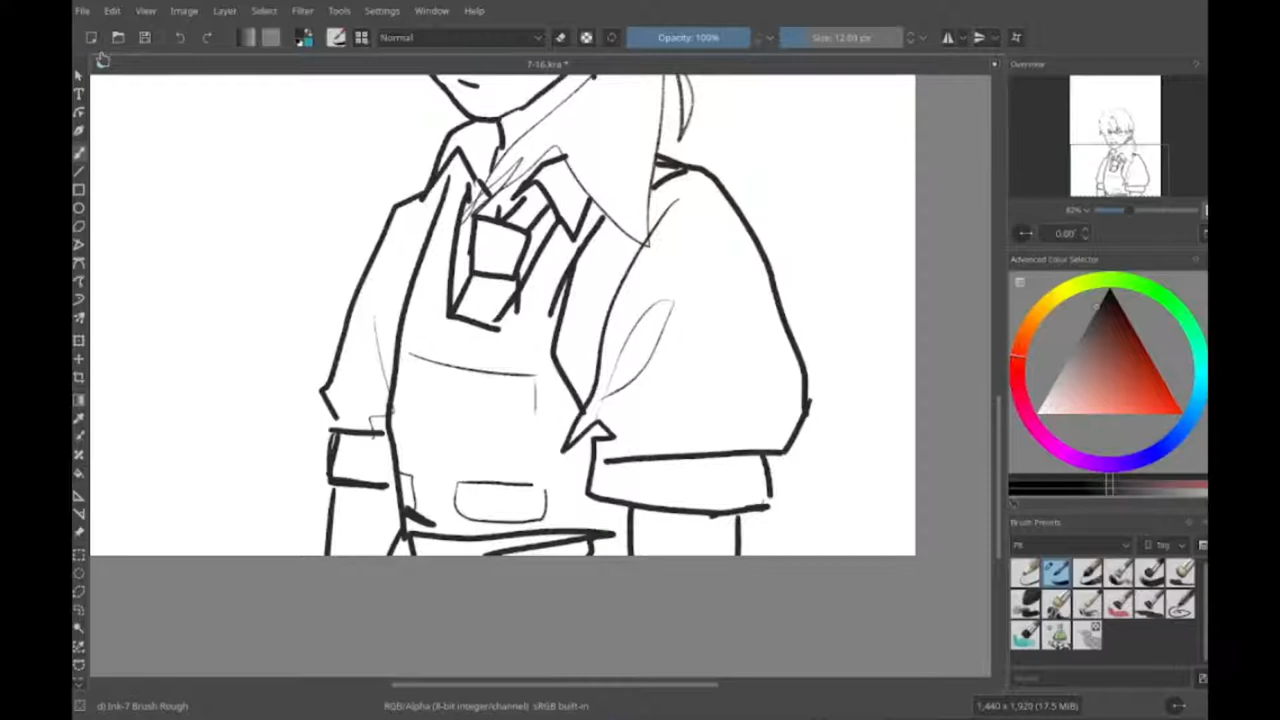 File Edit View Image Layer Select Filter Tools Settings Window Help
Normal Opacity: 100% Size: 12.09 px
7-16.kra *
Overview
82%
0.00°
Advanced Color Selector
Brush Presets
Tag
d) Ink-7 Brush Rough RGB/Alpha (8-bit integer/channel) sRGB built-in 1,440 x 1,920 (17.5 MiB)